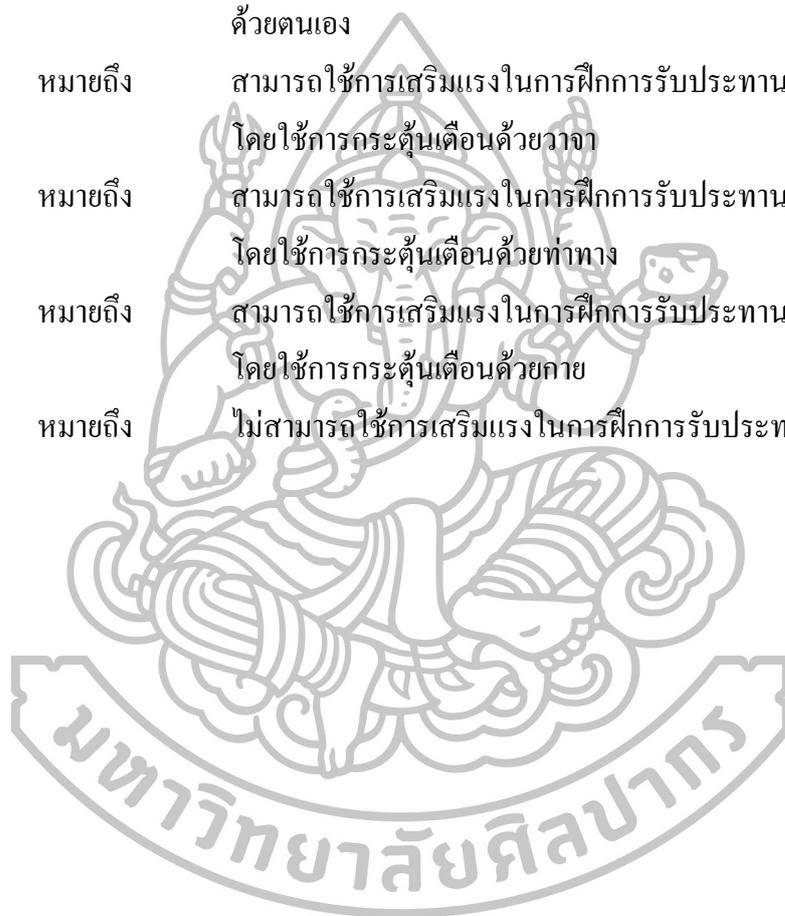 ด้วยตนเอง
หมายถึง สามารถใช้การเสริมแรงในการฝึกการรับประทาน
โดยใช้การกระตุ้นเตือนด้วยวาจา
หมายถึง สามารถใช้การเสริมแรงในการฝึกการรับประทาน
โดยใช้การกระตุ้นเตือนด้วยท่าทาง
หมายถึง สามารถใช้การเสริมแรงในการฝึกการรับประทาน
โดยใช้การกระตุ้นเตือนด้วยกาย
หมายถึง ไม่สามารถใช้การเสริมแรงในการฝึกการรับประท
มหาวิทยาลัยศิลปากร